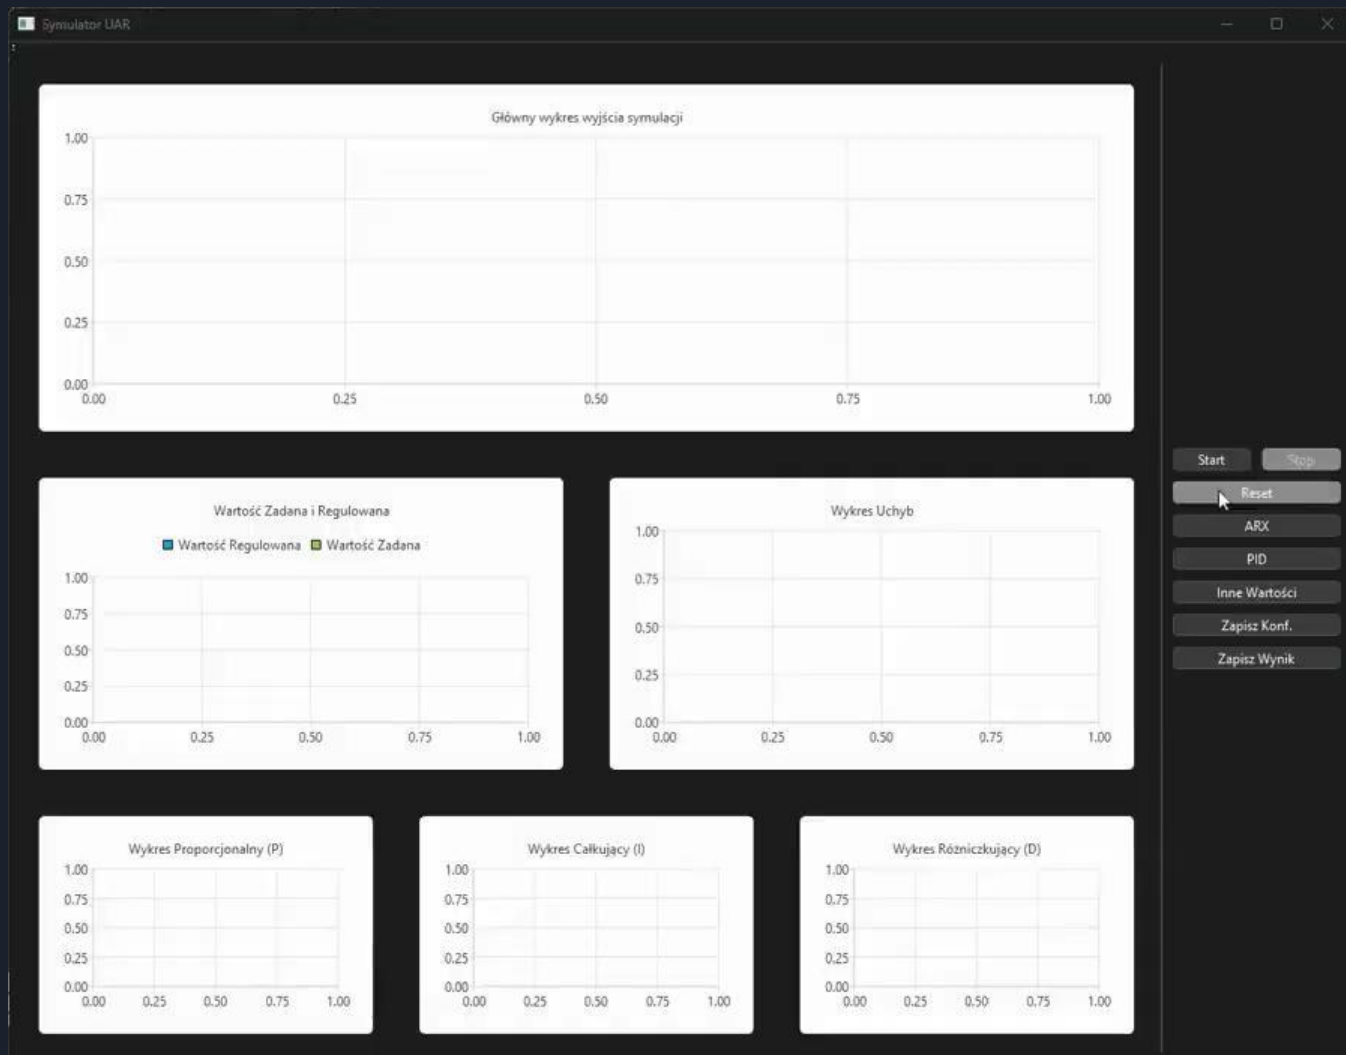 Symulator UAR
Główny wykres wyjścia symulacji
1.00
0.75
0.50
0.25
0.00
0.00 0.25 0.50 0.75 1.00
Wartość Zadana i Regulowana
Wartość Regulowana Wartość Zadana
1.00
0.75
0.50
0.25
0.00
0.00 0.25 0.50 0.75 1.00
Wykres Uchyb
1.00
0.75
0.50
0.25
0.00
0.00 0.25 0.50 0.75 1.00
Wykres Proporcjonalny (P)
1.00
0.75
0.50
0.25
0.00
0.00 0.25 0.50 0.75 1.00
Wykres Całkujący (I)
1.00
0.75
0.50
0.25
0.00
0.00 0.25 0.50 0.75 1.00
Wykres Różniczkujący (D)
1.00
0.75
0.50
0.25
0.00
0.00 0.25 0.50 0.75 1.00
Start Stop
Reset
ARX
PID
Inne Wartości
Zapisz Konf.
Zapisz Wynik